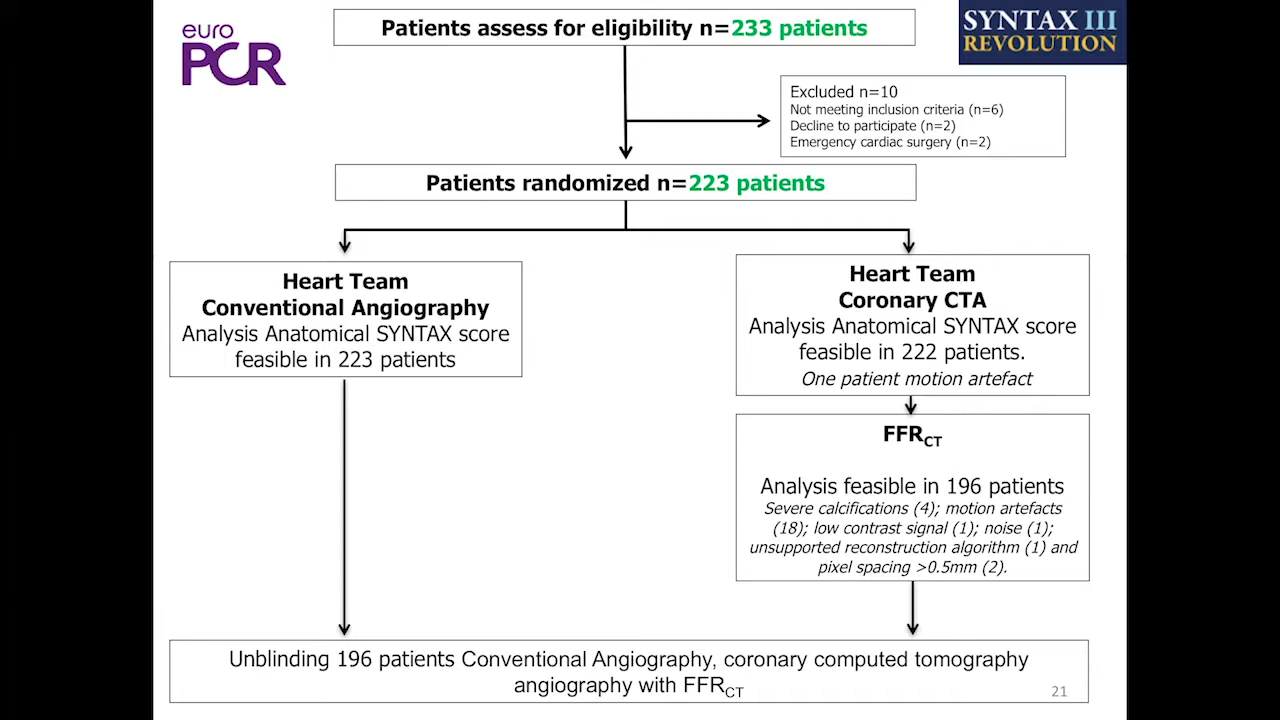 euro
PCR
SYNTAX III
REVOLUTION
Patients assess for eligibility n=233 patients
Excluded n=10
Not meeting inclusion criteria (n=6)
Decline to participate (n=2)
Emergency cardiac surgery (n=2)
Patients randomized n=223 patients
Heart Team
Conventional Angiography
Analysis Anatomical SYNTAX score
feasible in 223 patients
Heart Team
Coronary CTA
Analysis Anatomical SYNTAX score
feasible in 222 patients.
One patient motion artefact
FFRCT
Analysis feasible in 196 patients
Severe calcifications (4); motion artefacts
(18); low contrast signal (1); noise (1);
unsupported reconstruction algorithm (1) and
pixel spacing >0.5mm (2).
Unblinding 196 patients Conventional Angiography, coronary computed tomography
angiography with FFRCT
21